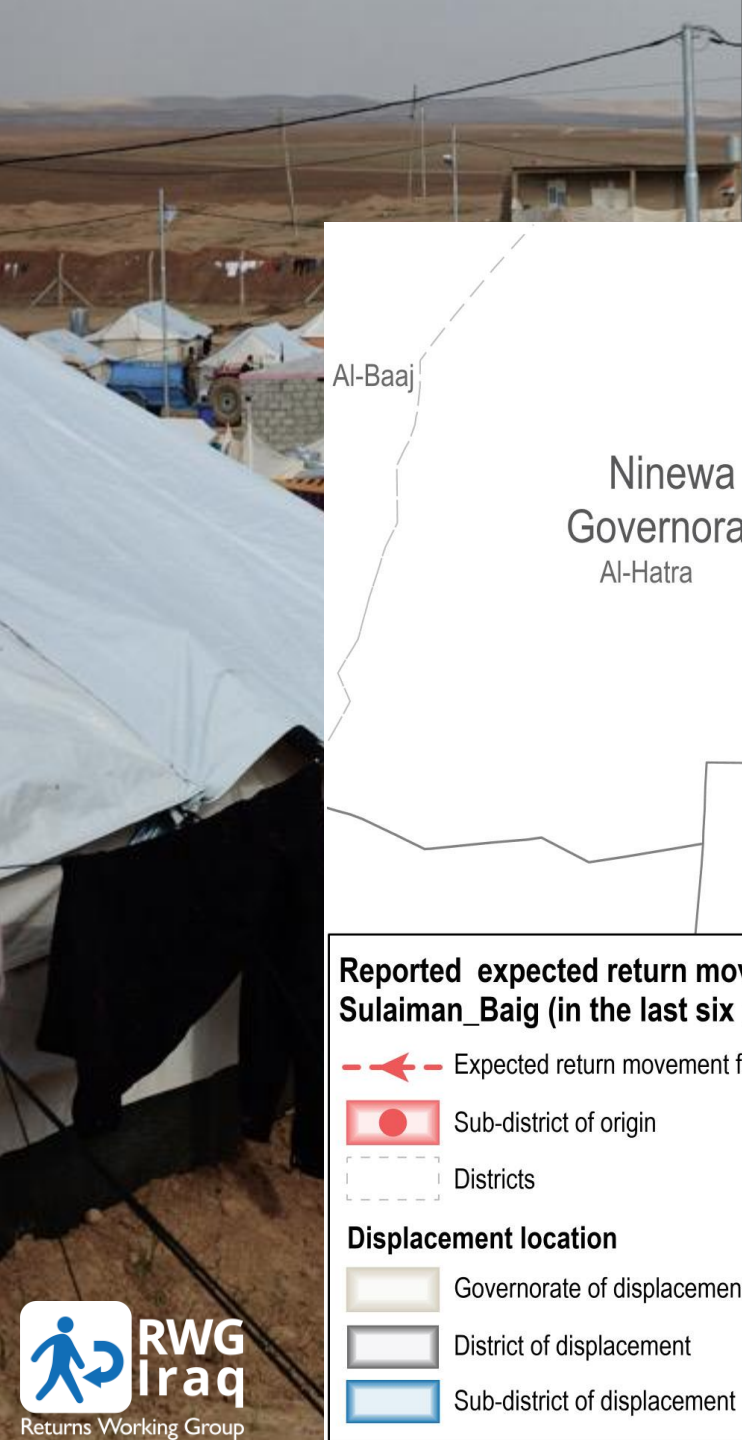 Al-Baaj
Ninewa
Governora
Al-Hatra
Reported expected return mov
Sulaiman_Baig (in the last six
Expected return movement f
Sub-district of origin
Districts
Displacement location
Governorate of displacemen
District of displacement
Sub-district of displacement
RWG
Iraq
Returns Working Group